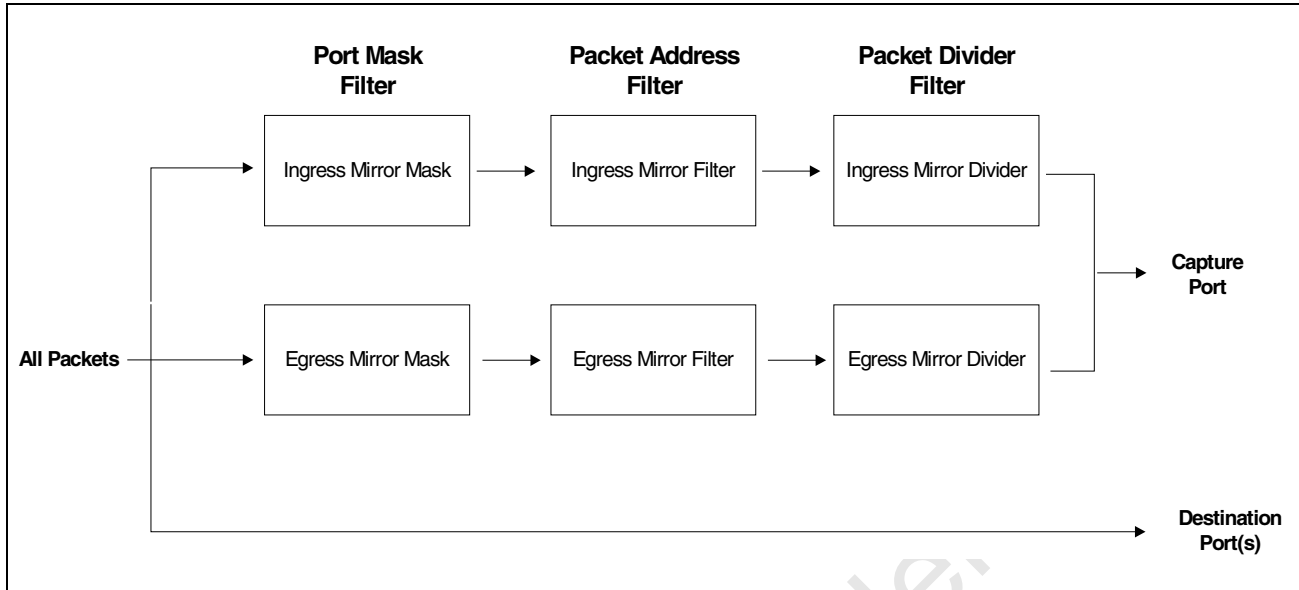 Port Mask
Filter
Packet Address
Filter
Packet Divider
Filter
Ingress Mirror Mask
Ingress Mirror Filter
Ingress Mirror Divider
Capture
Port
All Packets
Egress Mirror Mask
Egress Mirror Filter
Egress Mirror Divider
Destination
Port(s)